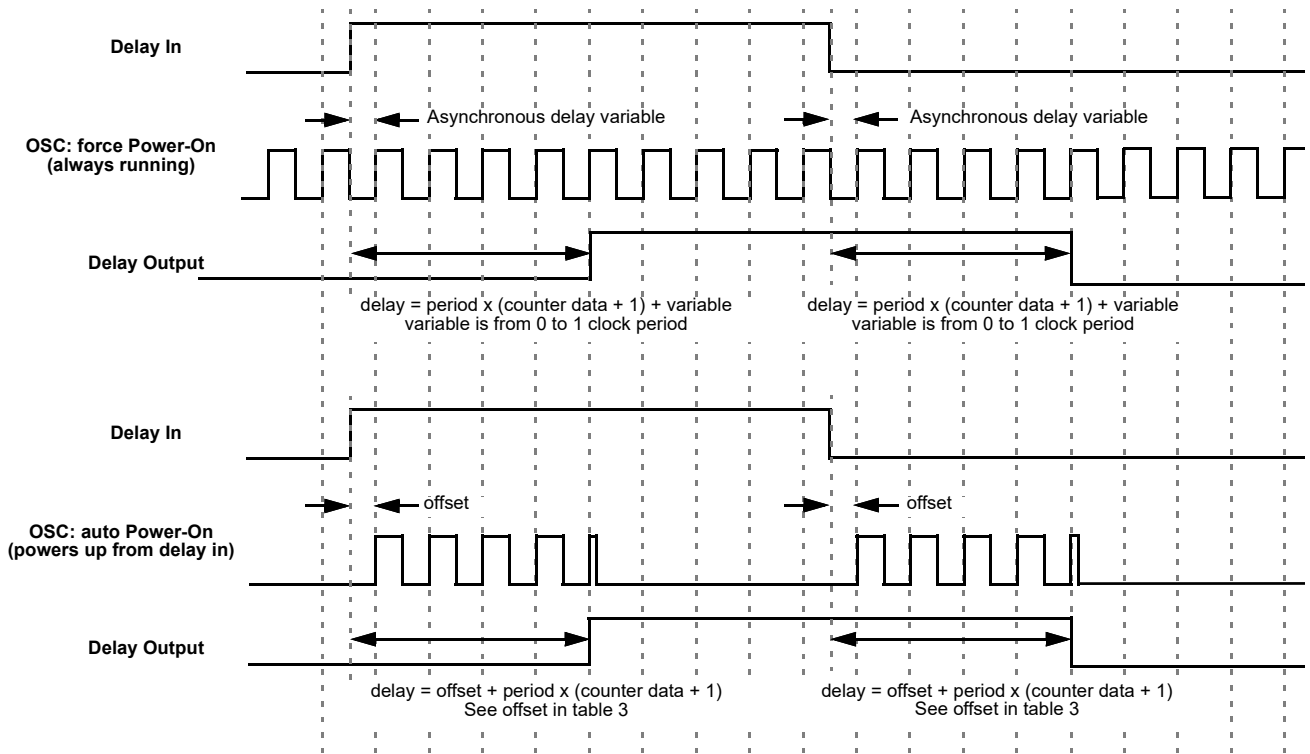 Delay In
Asynchronous delay variable
Asynchronous delay variable
OSC: force Power-On
(always running)
Delay Output
delay = period x (counter data + 1) + variable
variable is from 0 to 1 clock period
delay = period x (counter data + 1) + variable
variable is from 0 to 1 clock period
Delay In
offset
offset
OSC: auto Power-On
(powers up from delay in)
Delay Output
delay = offset + period x (counter data + 1)
See offset in table 3
delay = offset + period x (counter data + 1)
See offset in table 3